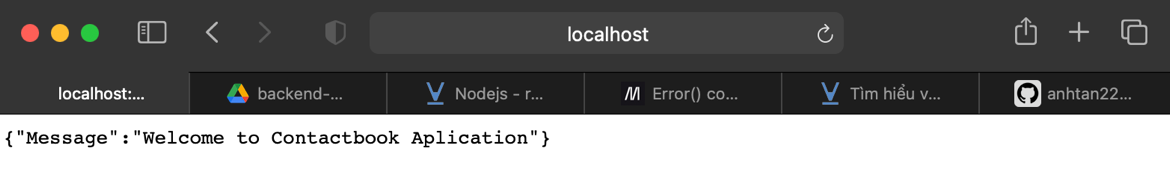 localhost
localhost:...
backend-...
Nodejs - r...
Error() co...
Tìm hiểu v...
anhtan22...
{"Message":"Welcome to Contactbook Aplication"}